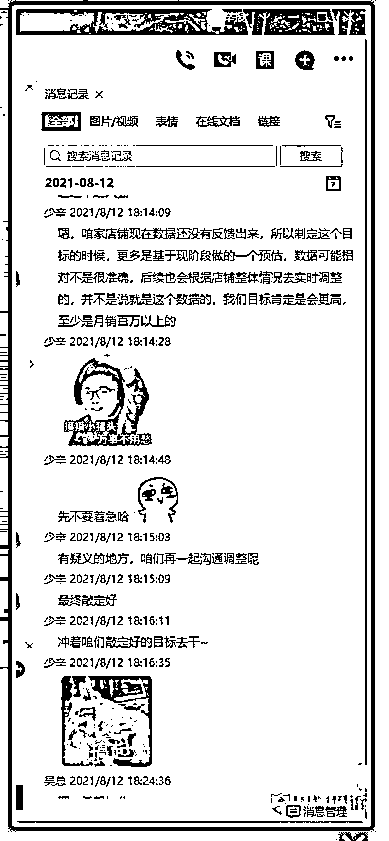 课
消息记录 ×
全部 图片/视频 表情 在线文档 链接
搜索消息记录 搜索
2021-08-12
少辛 2021/8/12 18:14:09
嗯，咱家店铺现在数据还没有反馈出来，所以制定这个目
标的时候，更多是基于现阶段做的一个预估，数据可能相
对不是很准确，后续也会根据店铺整体情况去实时调整
的，并不是说就是这个数据的，我们目标肯定是会更高，
至少是月销百万以上的
少辛 2021/8/12 18:14:28
少辛 2021/8/12 18:14:48
先不要着急哈
少辛 2021/8/12 18:15:03
有疑义的地方，咱们再一起沟通调整呢
少辛 2021/8/12 18:15:09
最终敲定好
少辛 2021/8/12 18:16:11
冲着咱们敲定好的目标去干~
少辛 2021/8/12 18:16:35
吴总 2021/8/12 18:24:36
消息管理